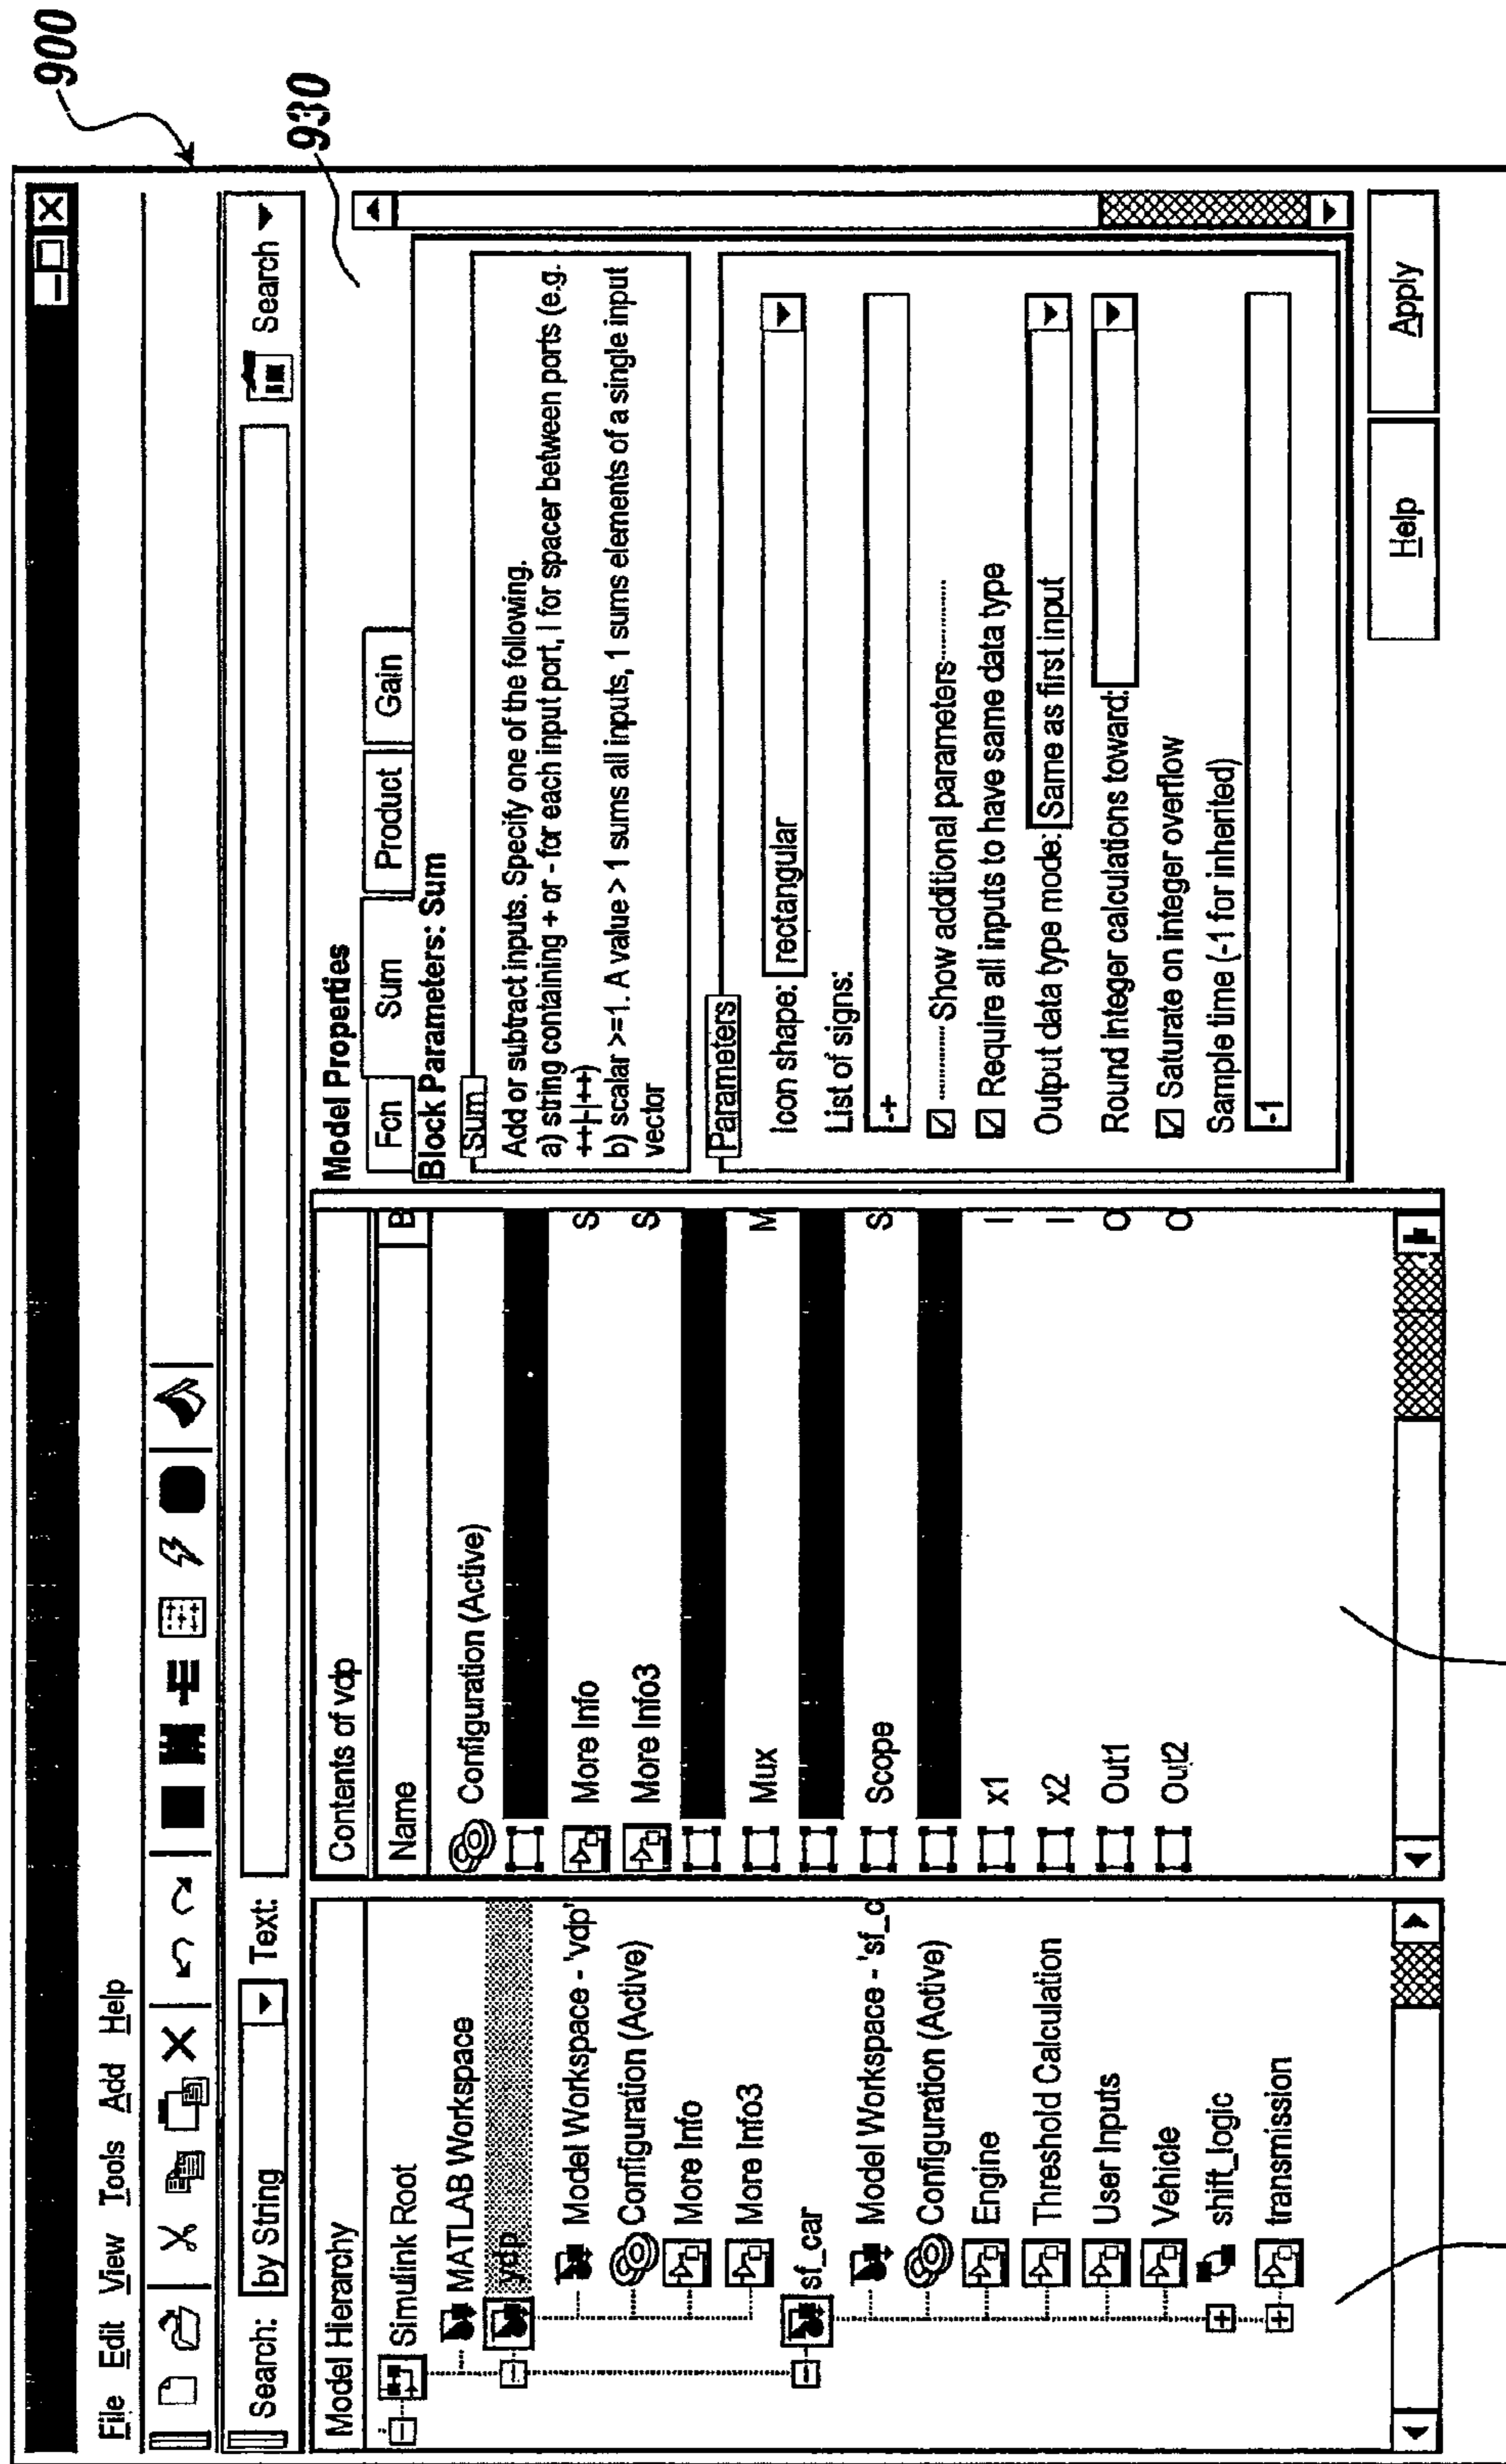 900
930
File Edit View Tools Add Help
Search: by String Text: Search
Model Hierarchy
Simulink Root
MATLAB Workspace
vdp
Model Workspace - 'vdp'
Configuration (Active)
More Info
More Info3
sf_car
Model Workspace - 'sf_c
Configuration (Active)
Engine
Threshold Calculation
User Inputs
Vehicle
shift_logic
transmission
Contents of vdp
Name B
Configuration (Active)
More Info S
More Info3 S
Mux M
Scope S
x1 I
x2 I
Out1 O
Out2 O
Model Properties
Fcn Sum Product Gain
Block Parameters: Sum
Sum
Add or subtract inputs. Specify one of the following.
a) string containing + or - for each input port, | for spacer between ports (e.g.
++|-|++)
b) scalar >=1. A value > 1 sums all inputs, 1 sums elements of a single input
vector
Parameters
Icon shape: rectangular
List of signs:
|-+
Show additional parameters
Require all inputs to have same data type
Output data type mode: Same as first input
Round integer calculations toward:
Saturate on integer overflow
Sample time (-1 for inherited)
-1
Help Apply